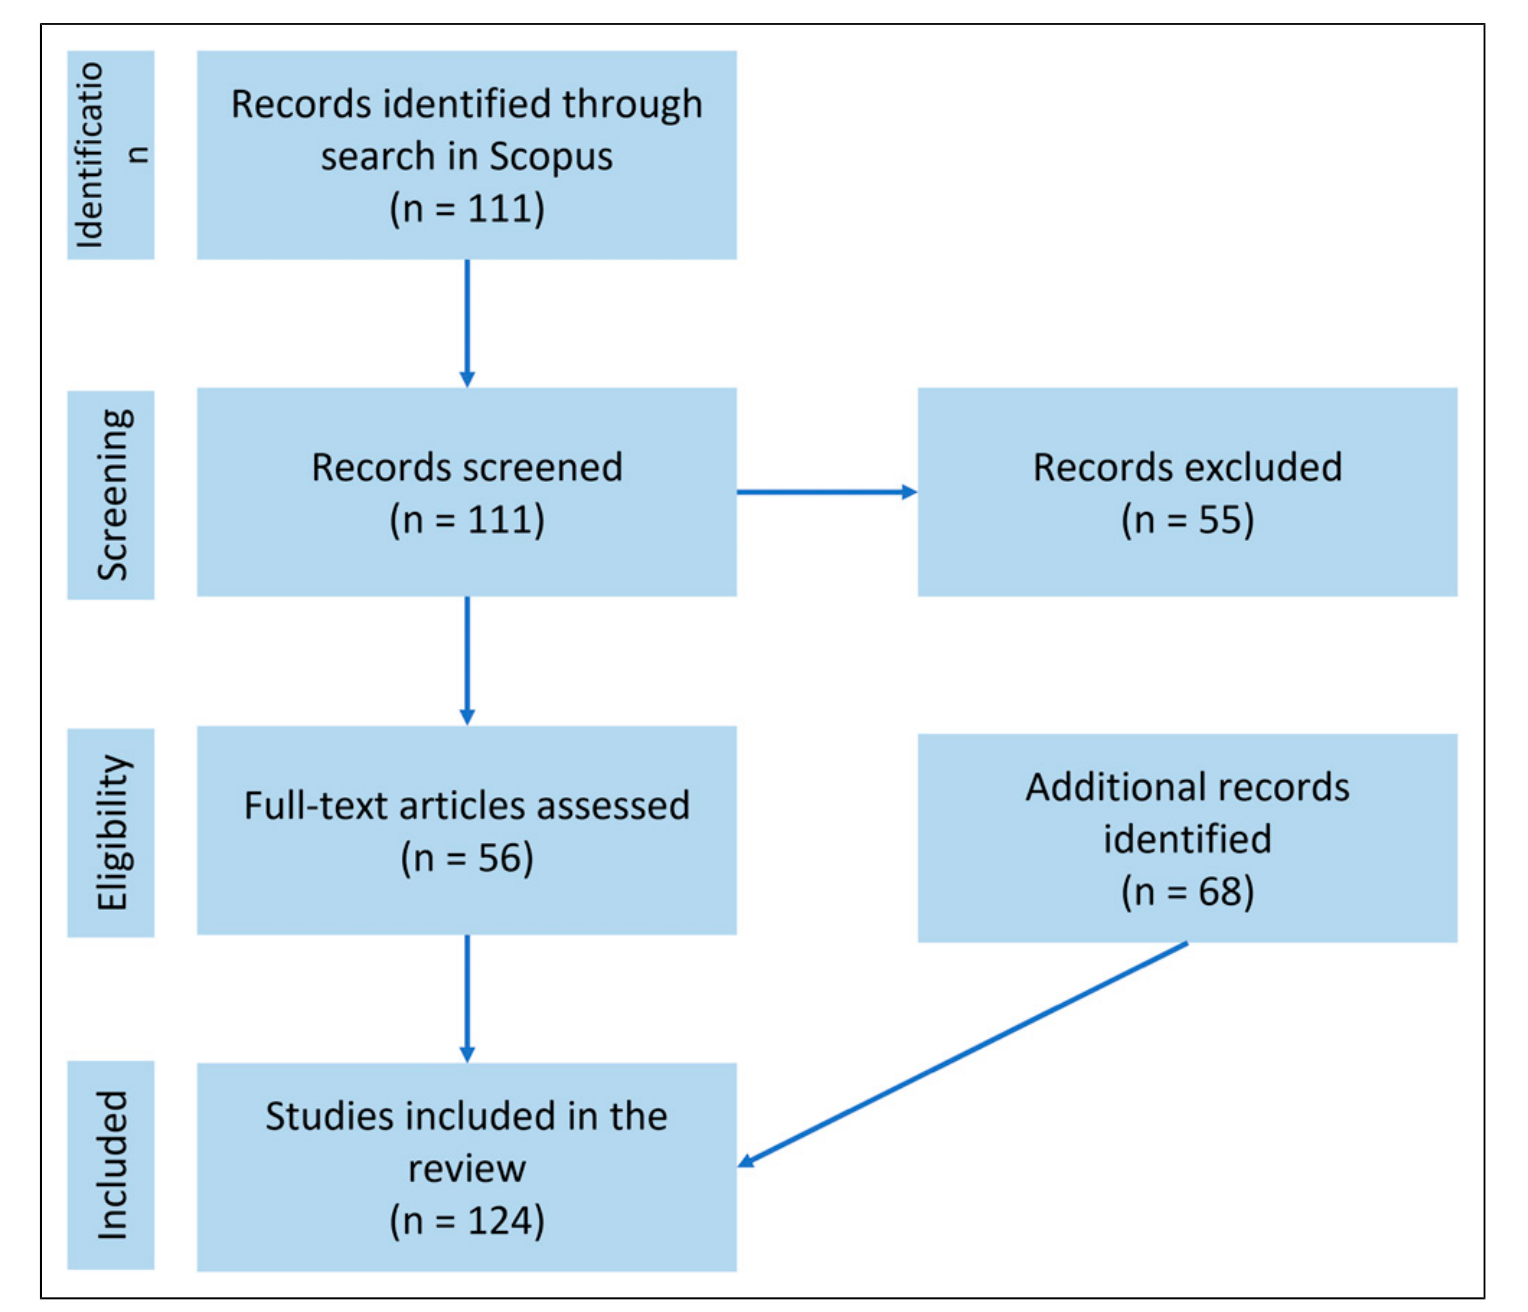 Identificatio
n
Records identified through
search in Scopus
(n = 111)
Screening
Records screened
(n = 111)
Records excluded
(n = 55)
Eligibility
Full-text articles assessed
(n = 56)
Additional records
identified
(n = 68)
Included
Studies included in the
review
(n = 124)